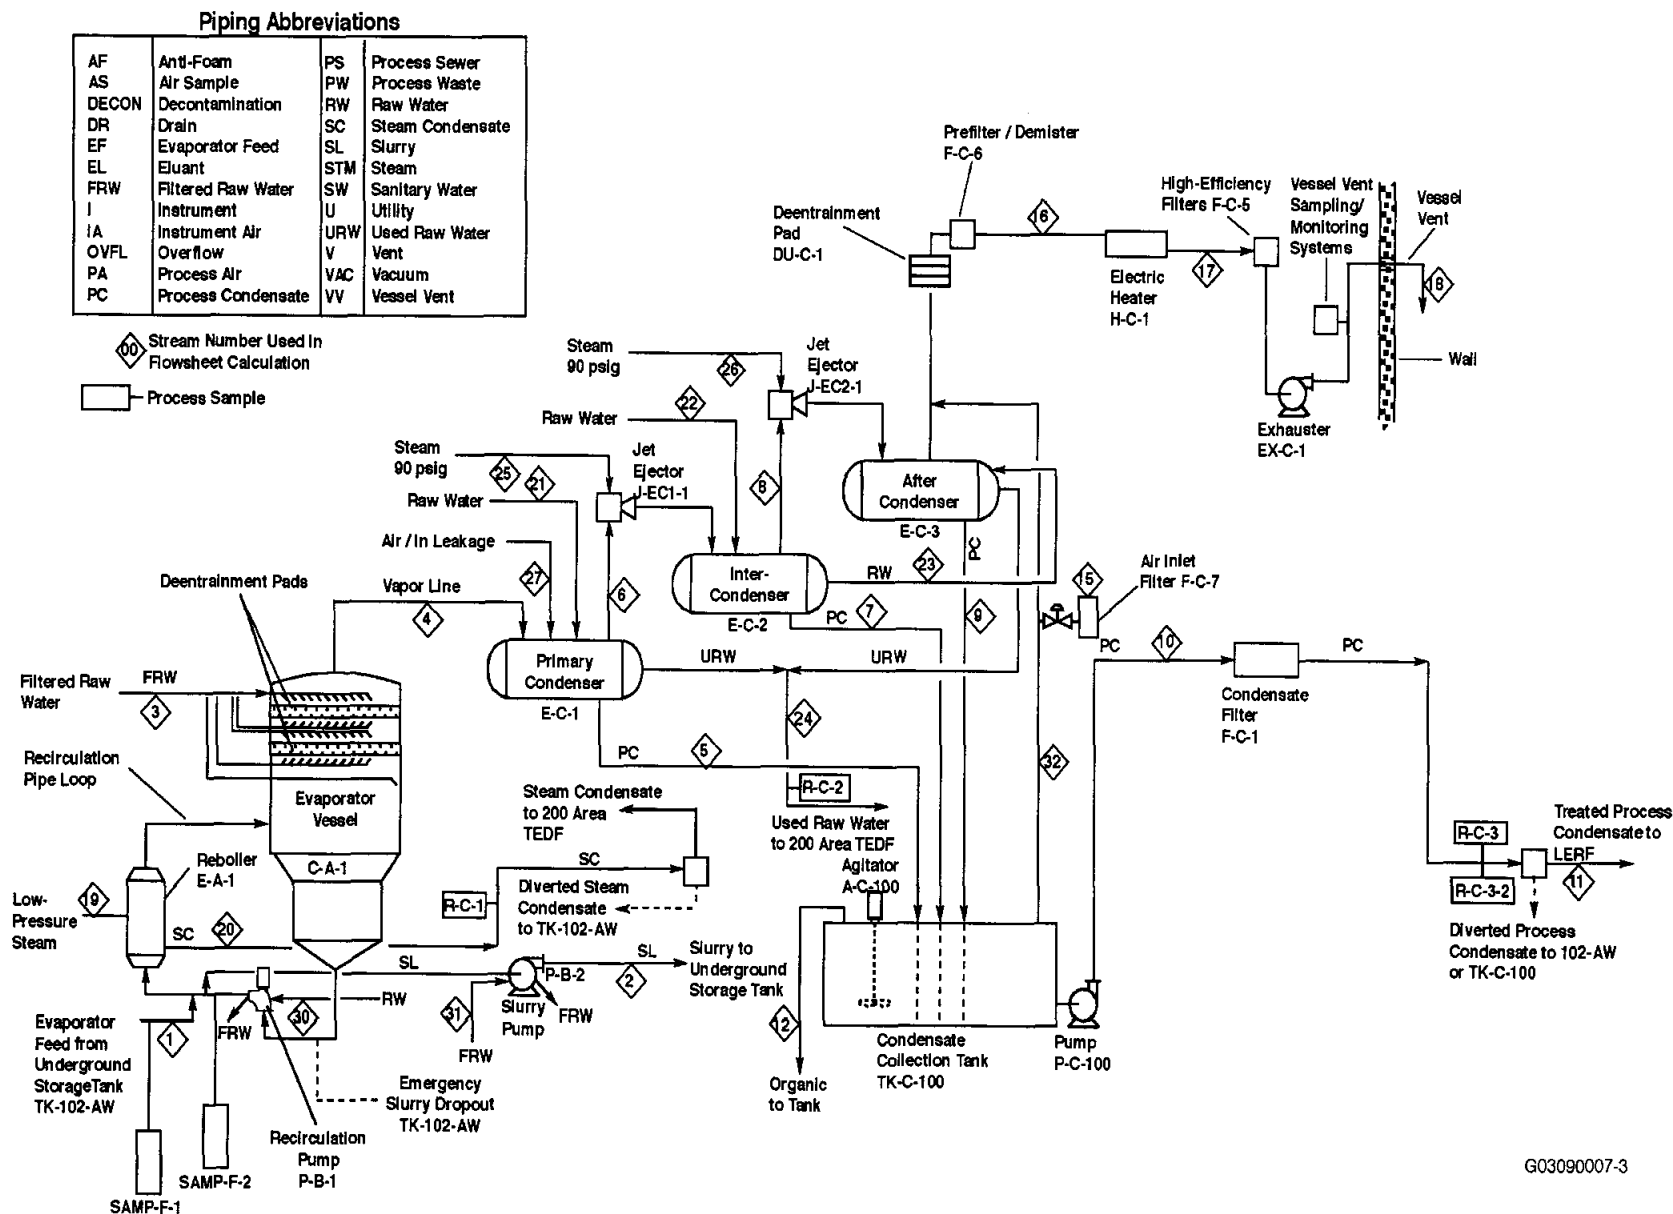 Piping Abbreviations
AF Anti-Foam PS Process Sewer
AS Air Sample PW Process Waste
DECON Decontamination RW Raw Water
DR Drain SC Steam Condensate
EF Evaporator Feed SL Slurry
EL Eluant STM Steam
FRW Filtered Raw Water SW Sanitary Water
I Instrument U Utility
IA Instrument Air URW Used Raw Water
OVFL Overflow V Vent
PA Process Air VAC Vacuum
PC Process Condensate VV Vessel Vent
00 Stream Number Used In
Flowsheet Calculation
Process Sample
Prefilter / Demister
F-C-6
Deentrainment
Pad
DU-C-1
16
High-Efficiency
Filters F-C-5
Vessel Vent
Sampling/
Monitoring
Systems
Vessel
Vent
17
18
Electric
Heater
H-C-1
Wall
Exhauster
EX-C-1
Steam
90 psig
26
Jet
Ejector
J-EC2-1
Raw Water
22
Steam
90 psig
25
21
Jet
Ejector
J-EC1-1
Raw Water
8
After
Condenser
E-C-3
Air / In Leakage
27
6
Inter-
Condenser
E-C-2
RW
23
PC
9
15
Air Inlet
Filter F-C-7
Deentrainment Pads
Vapor Line
4
PC
7
Primary
Condenser
E-C-1
URW
URW
PC
10
PC
Condensate
Filter
F-C-1
Filtered Raw
Water
FRW
3
24
PC
5
32
Recirculation
Pipe Loop
Evaporator
Vessel
C-A-1
Steam Condensate
to 200 Area
TEDF
R-C-2
Used Raw Water
to 200 Area TEDF
Agitator
A-C-100
Reboiler
E-A-1
SC
R-C-1
Diverted Steam
Condensate
to TK-102-AW
R-C-3
R-C-3-2
Treated Process
Condensate to
LERF
11
Diverted Process
Condensate to 102-AW
or TK-C-100
Low-
Pressure
Steam
19
SC
20
SL
P-B-2
SL
2
Slurry to
Underground
Storage Tank
Slurry
Pump
31
FRW
FRW
RW
30
FRW
1
Evaporator
Feed from
Underground
Storage Tank
TK-102-AW
Emergency
Slurry Dropout
TK-102-AW
Recirculation
Pump
P-B-1
SAMP-F-2
SAMP-F-1
12
Organic
to Tank
Condensate
Collection Tank
TK-C-100
Pump
P-C-100
G03090007-3